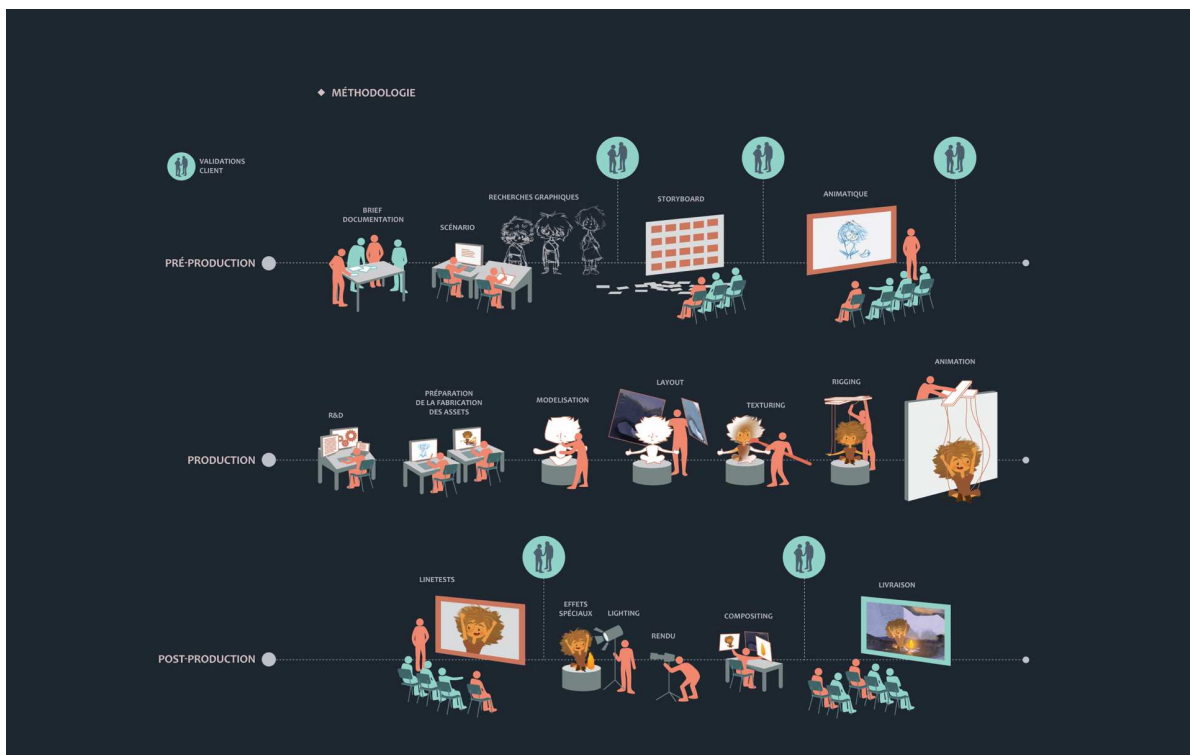 ◆ MÉTHODOLOGIE
VALIDATIONS
CLIENT
PRÉ-PRODUCTION
BRIEF
DOCUMENTATION
SCÉNARIO
RECHERCHES GRAPHIQUES
STORYBOARD
ANIMATIQUE
PRODUCTION
R&D
PRÉPARATION
DE LA FABRICATION
DES ASSETS
MODELISATION
LAYOUT
TEXTURING
RIGGING
ANIMATION
POST-PRODUCTION
LINETESTS
EFFETS
SPÉCIAUX
LIGHTING
RENDU
COMPOSITING
LIVRAISON